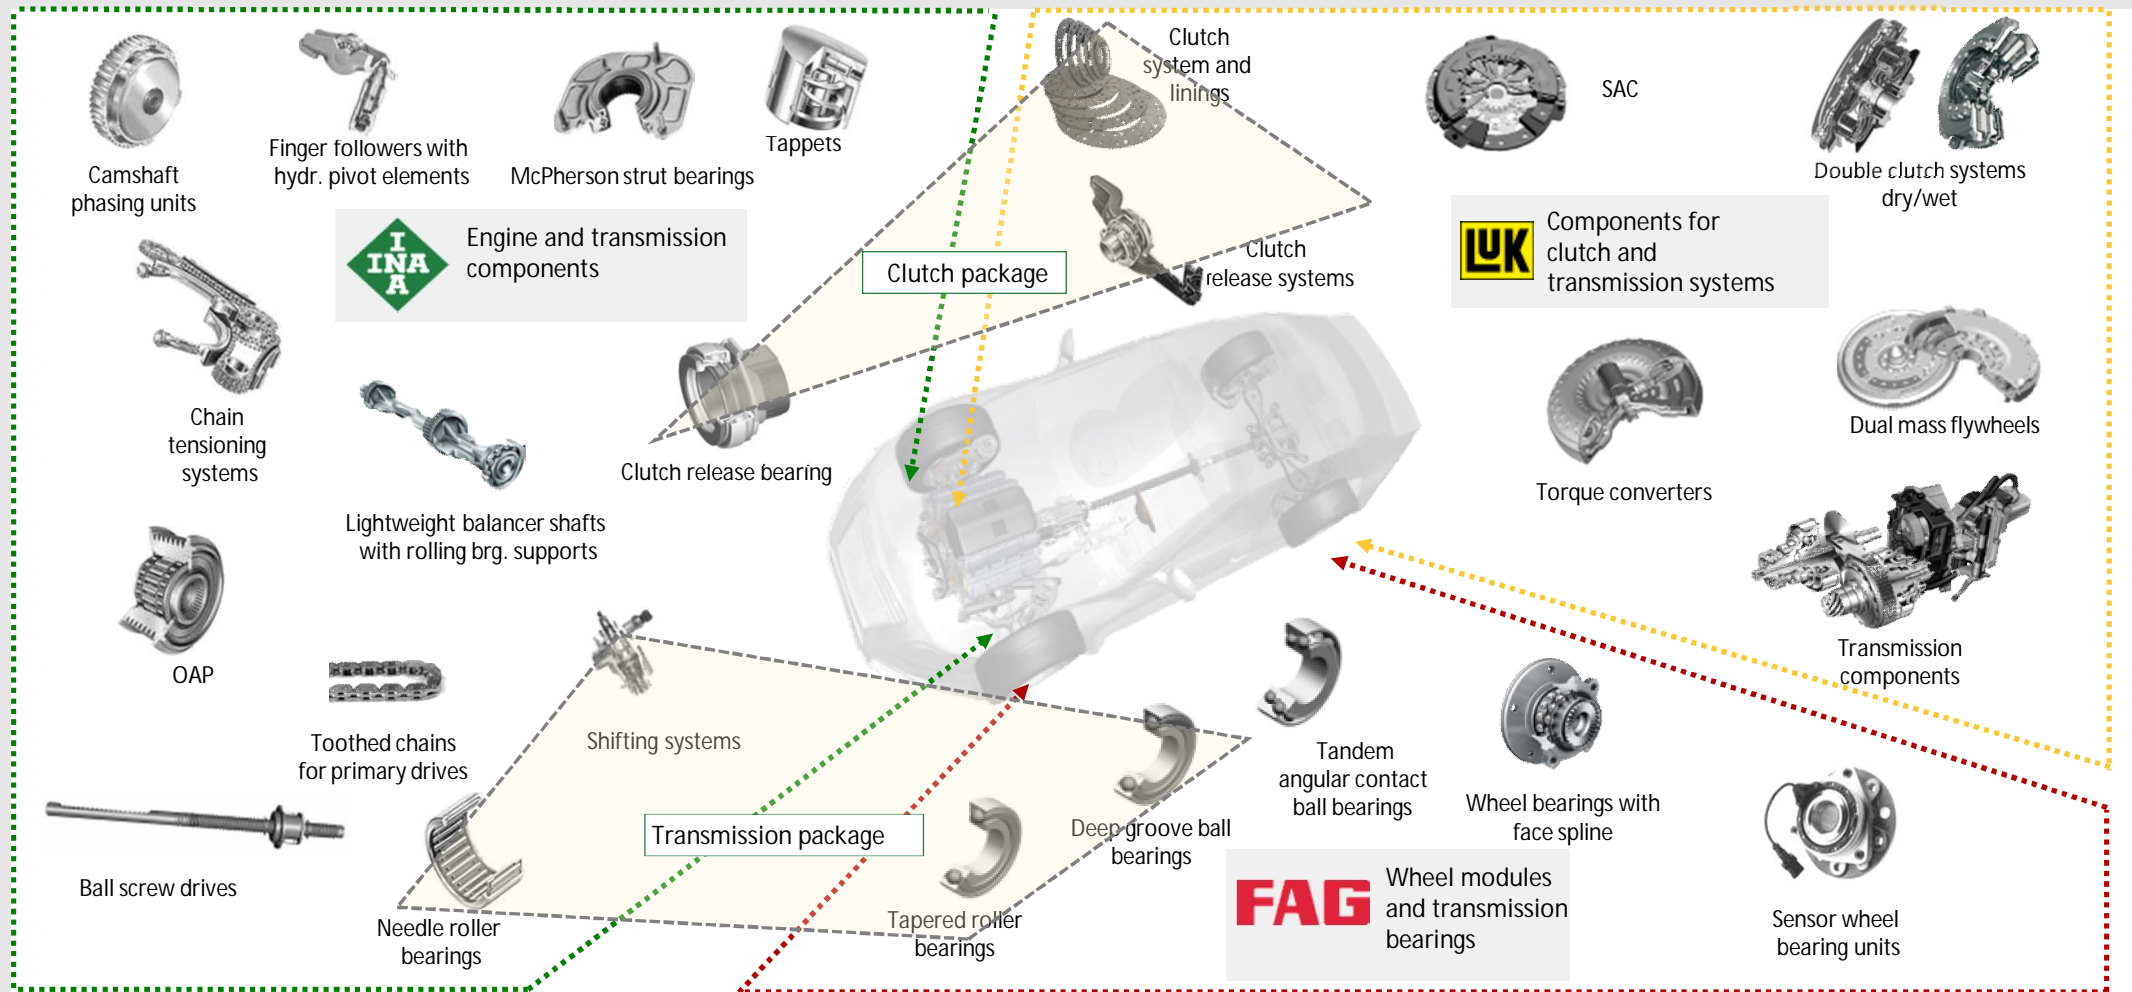 Camshaft
phasing units
Finger followers with
hydr. pivot elements
McPherson strut bearings
Tappets
Clutch
system and
linings
SAC
Double clutch systems
dry/wet
INA
INA
Engine and transmission
components
Clutch package
Clutch
release systems
LUK
Components for
clutch and
transmission systems
Chain
tensioning
systems
Lightweight balancer shafts
with rolling brg. supports
Clutch release bearing
Torque converters
Dual mass flywheels
OAP
Toothed chains
for primary drives
Shifting systems
Transmission
components
Ball screw drives
Needle roller
bearings
Transmission package
Tapered roller
bearings
Deep groove ball
bearings
Tandem
angular contact
ball bearings
Wheel bearings with
face spline
FAG
Wheel modules
and transmission
bearings
Sensor wheel
bearing units